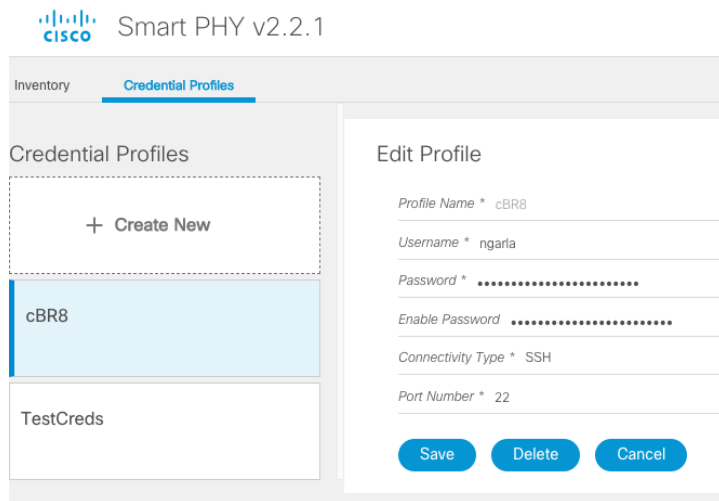 CISCO Smart PHY v2.2.1
Inventory Credential Profiles
Credential Profiles
+ Create New
cBR8
TestCreds
Edit Profile
Profile Name * cBR8
Username * ngarla
Password * ••••••••••••••••••••••••
Enable Password ••••••••••••••••••••••••
Connectivity Type * SSH
Port Number * 22
Save Delete Cancel